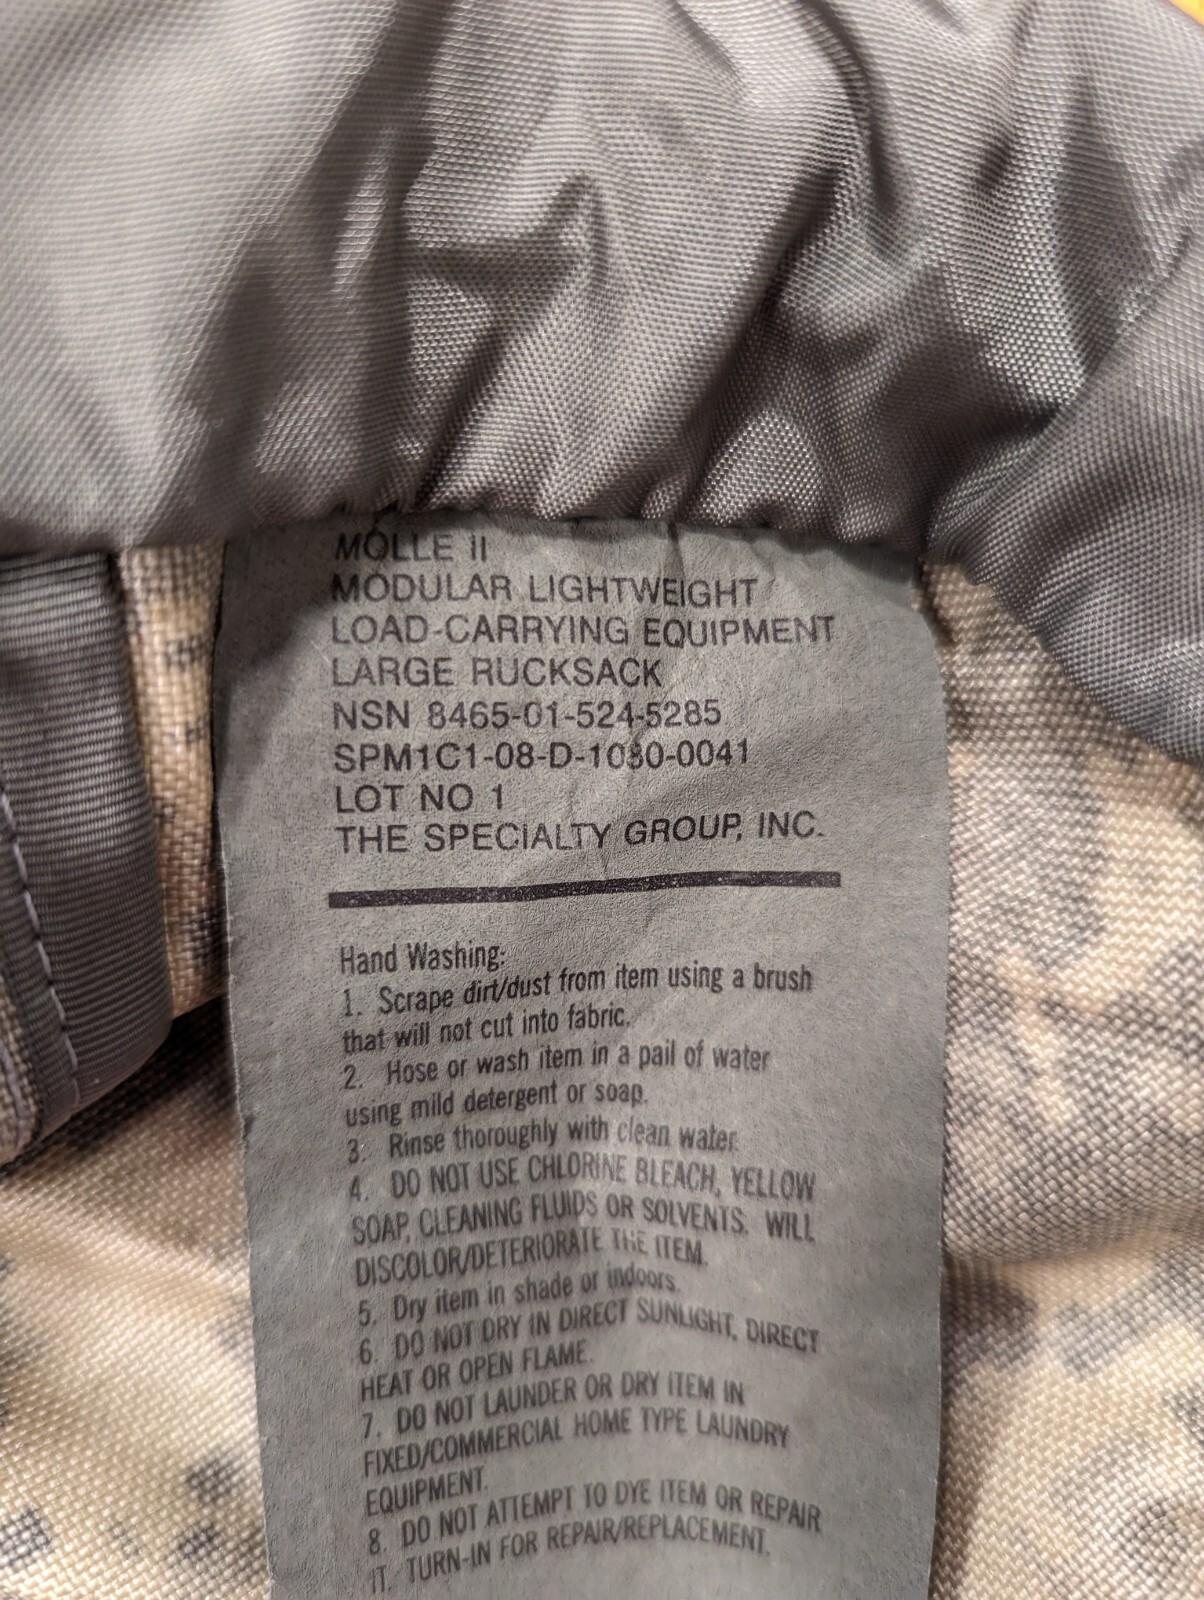 MOLLE II
MODULAR LIGHTWEIGHT
LOAD-CARRYING EQUIPMENT
LARGE RUCKSACK
NSN 8465-01-524-5285
SPM1C1-08-D-1080-0041
LOT NO 1
THE SPECIALTY GROUP, INC.
Hand Washing:
1. Scrape dirt/dust from item using a brush
that will not cut into fabric.
2. Hose or wash item in a pail of water
using mild detergent or soap.
3. Rinse thoroughly with clean water.
4. DO NOT USE CHLORINE BLEACH, YELLOW
SOAP, CLEANING FLUIDS OR SOLVENTS. WILL
DISCOLOR/DETERIORATE THE ITEM.
5. Dry item in shade or indoors.
6. DO NOT DRY IN DIRECT SUNLIGHT, DIRECT
HEAT OR OPEN FLAME.
7. DO NOT LAUNDER OR DRY ITEM IN
FIXED/COMMERCIAL HOME TYPE LAUNDRY
EQUIPMENT.
8. DO NOT ATTEMPT TO DYE ITEM OR REPAIR
IT. TURN-IN FOR REPAIR/REPLACEMENT.